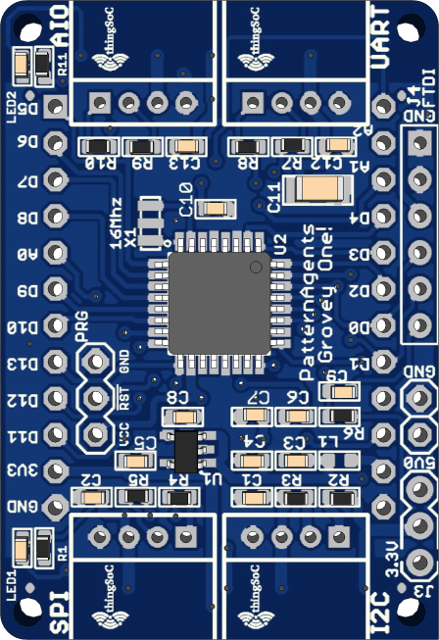 AIO
UART
thingSoC
thingSoC
R11
LED2
J4
FTDI
GND
D5
R10
R9
C13
R8
R7
C12
A2
D6
A1
D7
D8
D4
A0
D3
D9
D2
D10
D0
D13
D1
D12
D11
3V3
GND
16Mhz
X1
C10
C11
U2
PatternAgents
Grovey One!
PRG
GND
RST
VCC
C8
C7
C6
C9
R6
GND
C5
C4
C3
L1
U1
5V0
C2
R5
R4
C1
R3
R2
3.3V
J3
LED1
R1
thingSoC
thingSoC
SPI
I2C